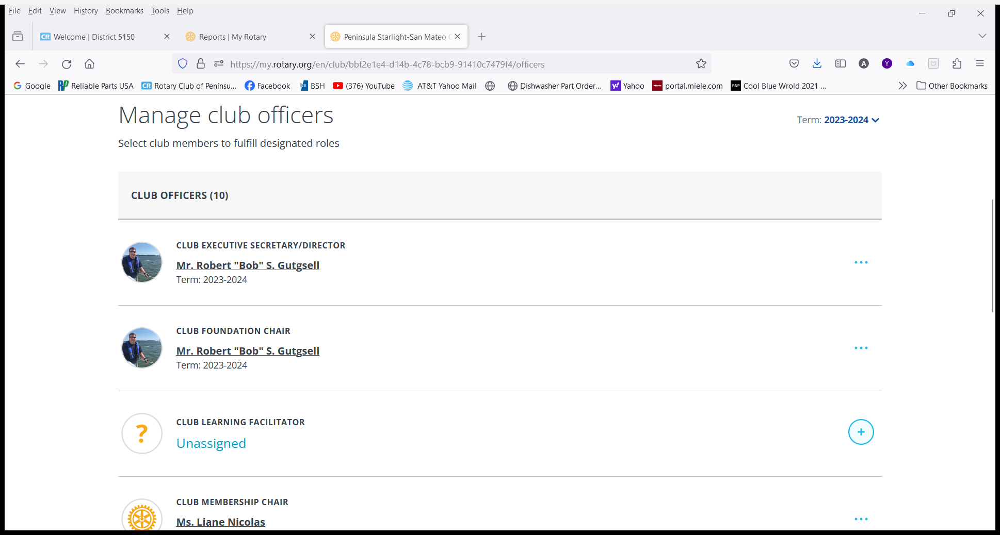 File Edit View History Bookmarks Tools Help
CR Welcome | District 5150
Reports | My Rotary
Peninsula Starlight-San Mateo
https://my.rotary.org/en/club/bbf2e1e4-d14b-4c78-bcb9-91410c7479f4/officers
A Y
G Google RP Reliable Parts USA CR Rotary Club of Peninsu... Facebook B2B BSH (376) YouTube AT&T Yahoo Mail Dishwasher Part Order... y! Yahoo Miele portal.miele.com F&P Cool Blue Wrold 2021 ... Other Bookmarks
Manage club officers
Term: 2023-2024
Select club members to fulfill designated roles
CLUB OFFICERS (10)
CLUB EXECUTIVE SECRETARY/DIRECTOR
Mr. Robert "Bob" S. Gutgsell
Term: 2023-2024
CLUB FOUNDATION CHAIR
Mr. Robert "Bob" S. Gutgsell
Term: 2023-2024
?
CLUB LEARNING FACILITATOR
Unassigned
+
CLUB MEMBERSHIP CHAIR
Ms. Liane Nicolas